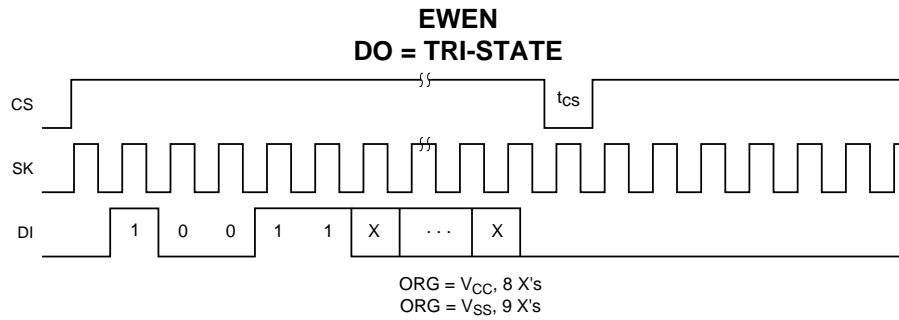 EWEN
DO = TRI-STATE
CS
tCS
SK
DI 1 0 0 1 1 X · · · X
ORG = VCC, 8 X's
ORG = VSS, 9 X's